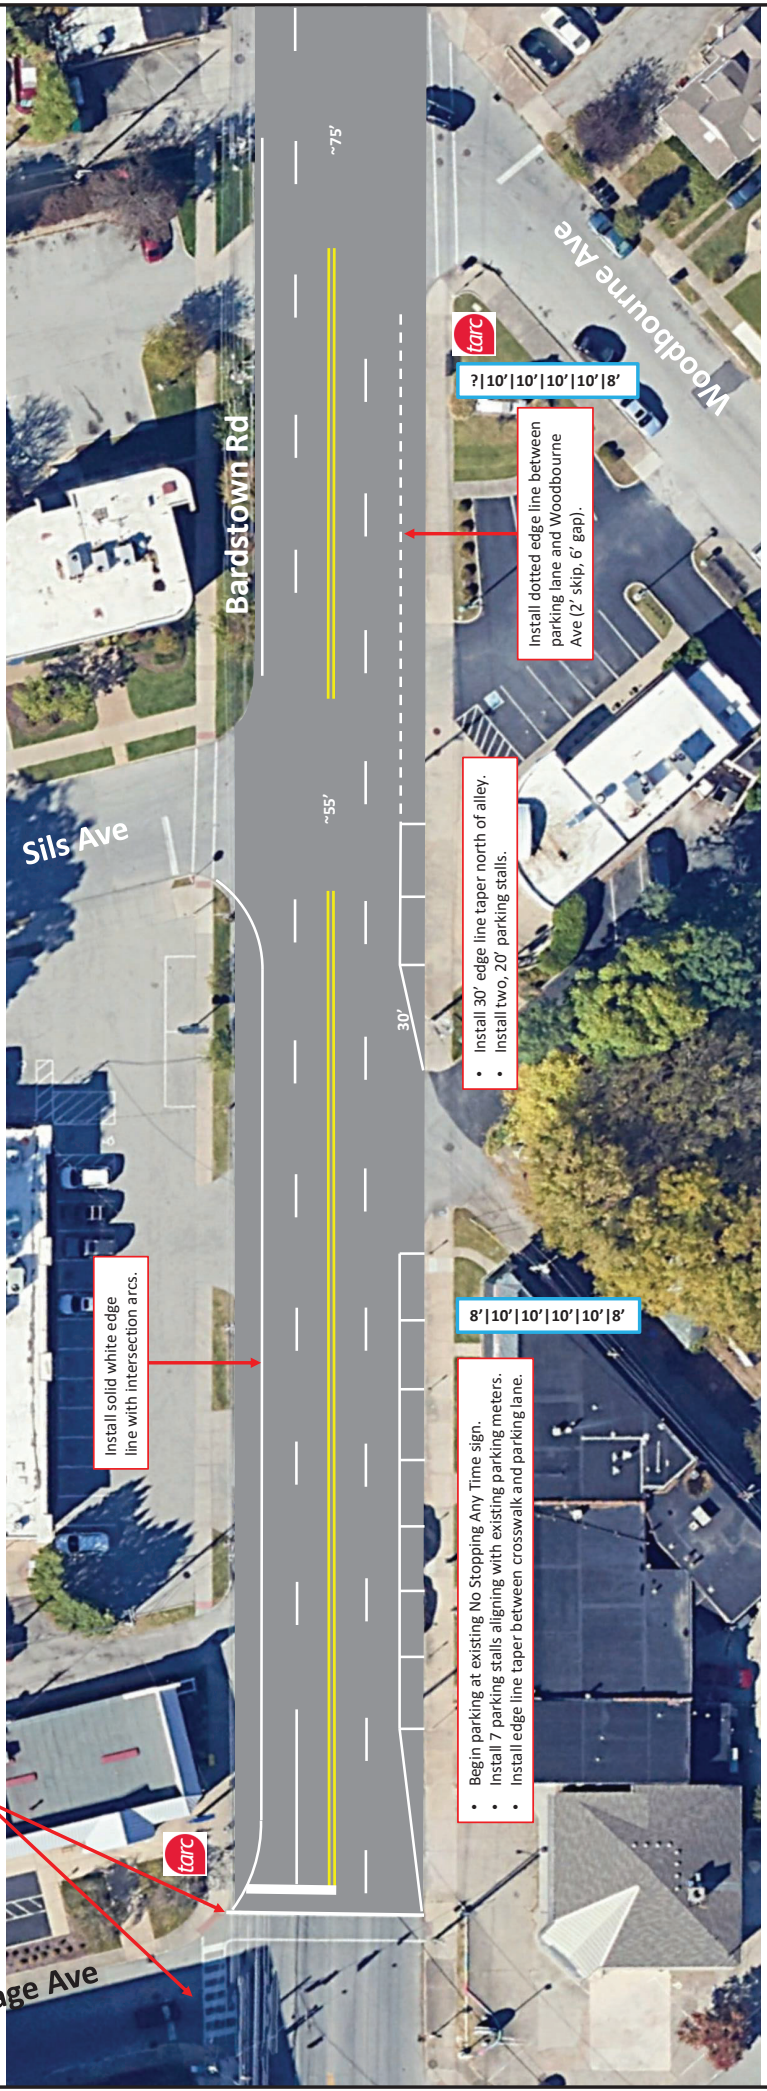 Bardstown Rd
Sils Ave
Woodbourne Ave
age Ave
~75'
~55'
30'
tarc
tarc
?|10'|10'|10'|10'|8'
8'|10'|10'|10'|10'|8'
Install solid white edge
line with intersection arcs.
• Begin parking at existing No Stopping Any Time sign.
• Install 7 parking stalls aligning with existing parking meters.
• Install edge line taper between crosswalk and parking lane.
• Install 30' edge line taper north of alley.
• Install two, 20' parking stalls.
Install dotted edge line between
parking lane and Woodbourne
Ave (2' skip, 6' gap).